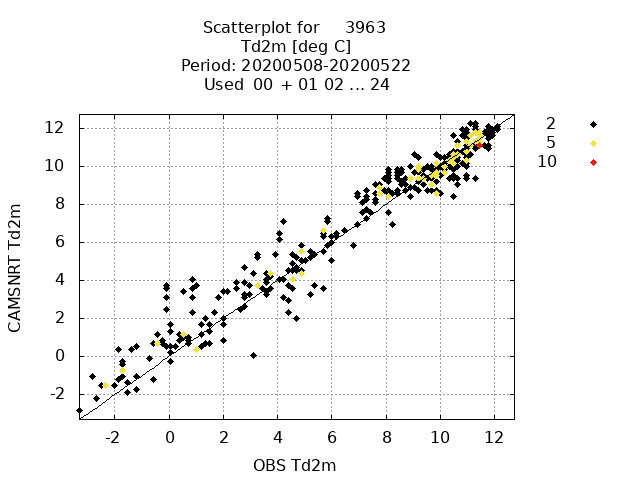 Scatterplot for 3963
Td2m [deg C]
Period: 20200508-20200522
Used 00 + 01 02 ... 24
12
10
8
6
4
2
0
-2
CAMSNRT Td2m
-2 0 2 4 6 8 10 12
OBS Td2m
2
5
10